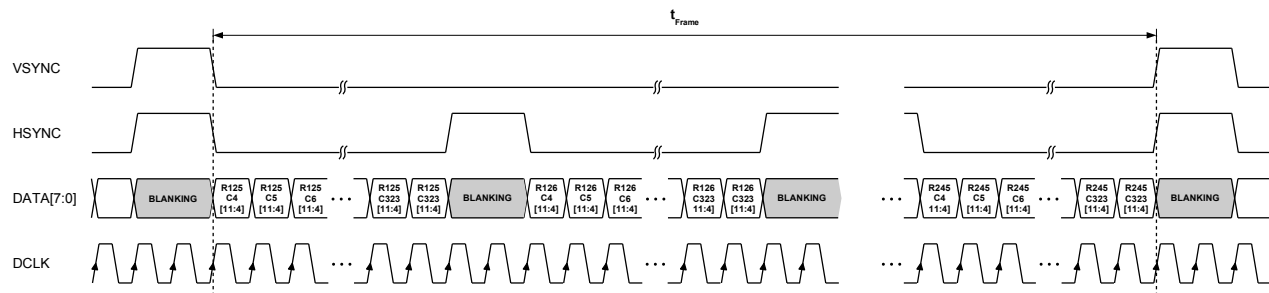 t Frame
VSYNC
HSYNC
DATA[7:0]
BLANKING
R125
C4
[11:4]
R125
C5
[11:4]
R125
C6
[11:4]
• • •
R125
C323
[11:4]
R125
C323
[11:4]
BLANKING
R126
C4
[11:4]
R126
C5
[11:4]
R126
C6
[11:4]
• • •
R126
C323
11:4]
R126
C323
[11:4]
BLANKING
• • •
R245
C4
11:4]
R245
C5
[11:4]
R245
C6
[11:4]
• • •
R245
C323
[11:4]
R245
C323
[11:4]
BLANKING
DCLK
• • •
• • •
• • •
• • •